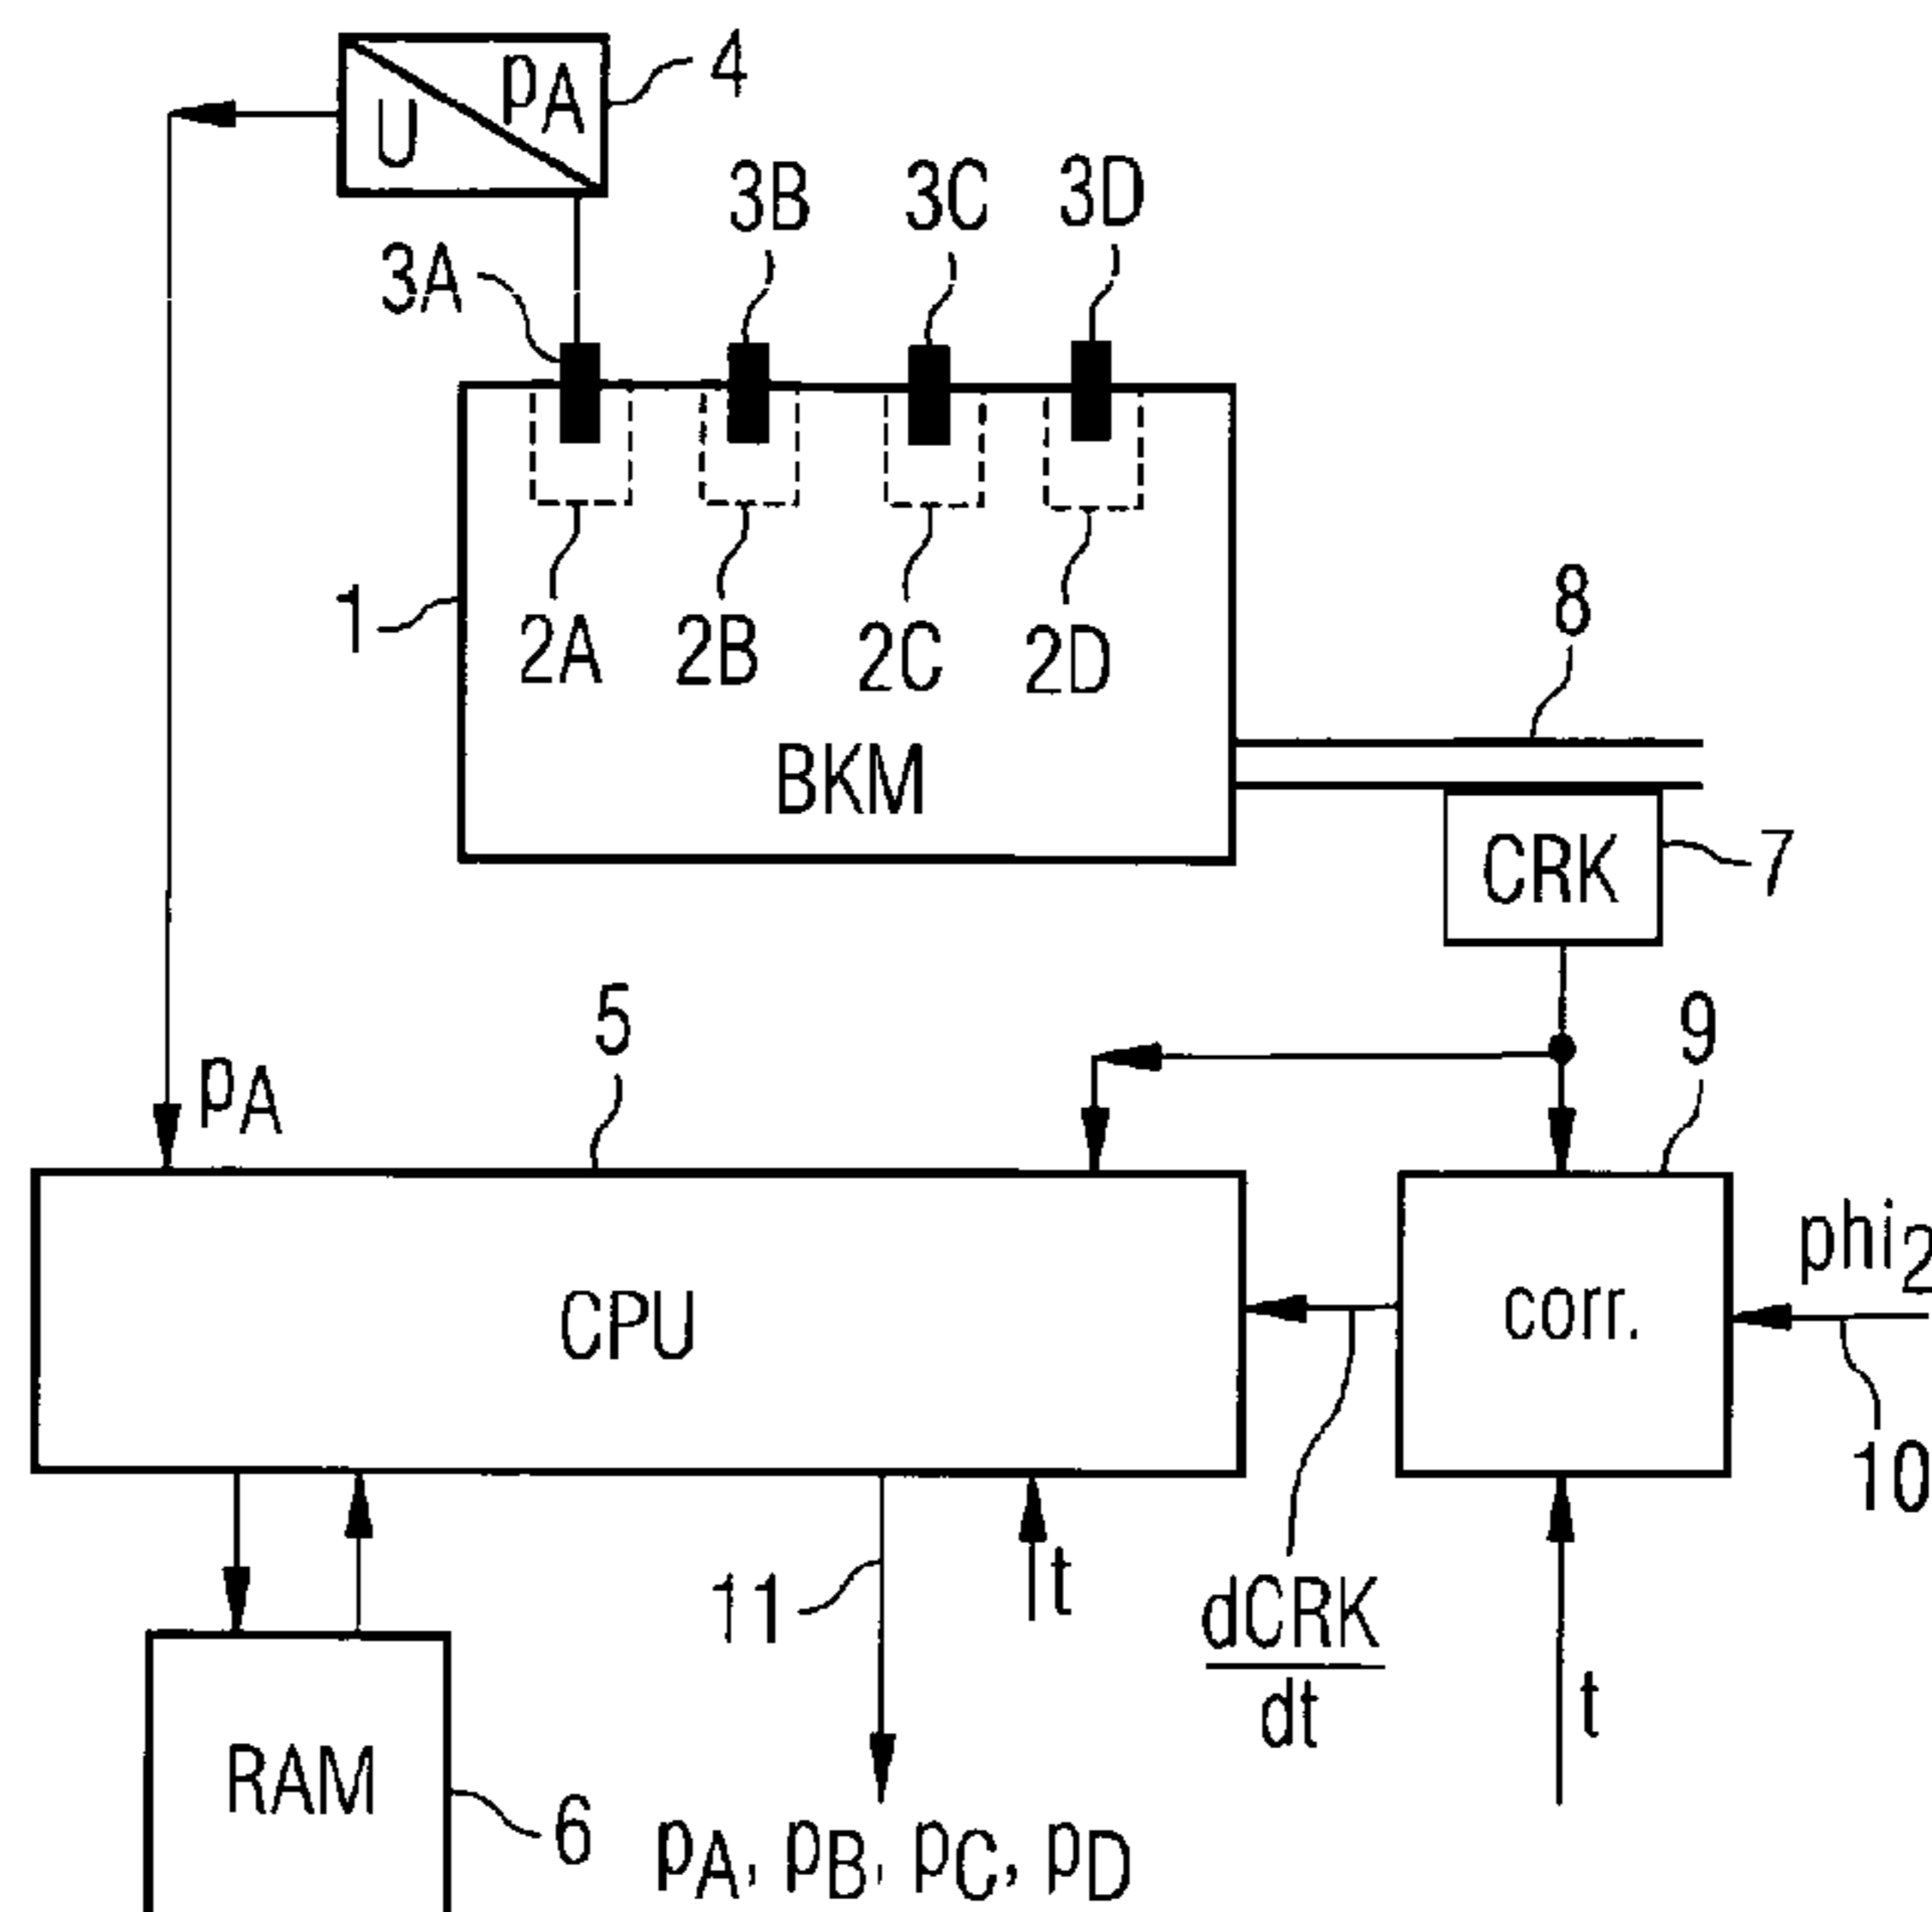 4
pA
U
3B 3C 3D
3A
1
2A 2B 2C 2D
8
BKM
CRK
7
5
9
pA
phi2
CPU
corr.
10
11
t
dCRK
dt
t
RAM
6
pA, pB, pC, pD